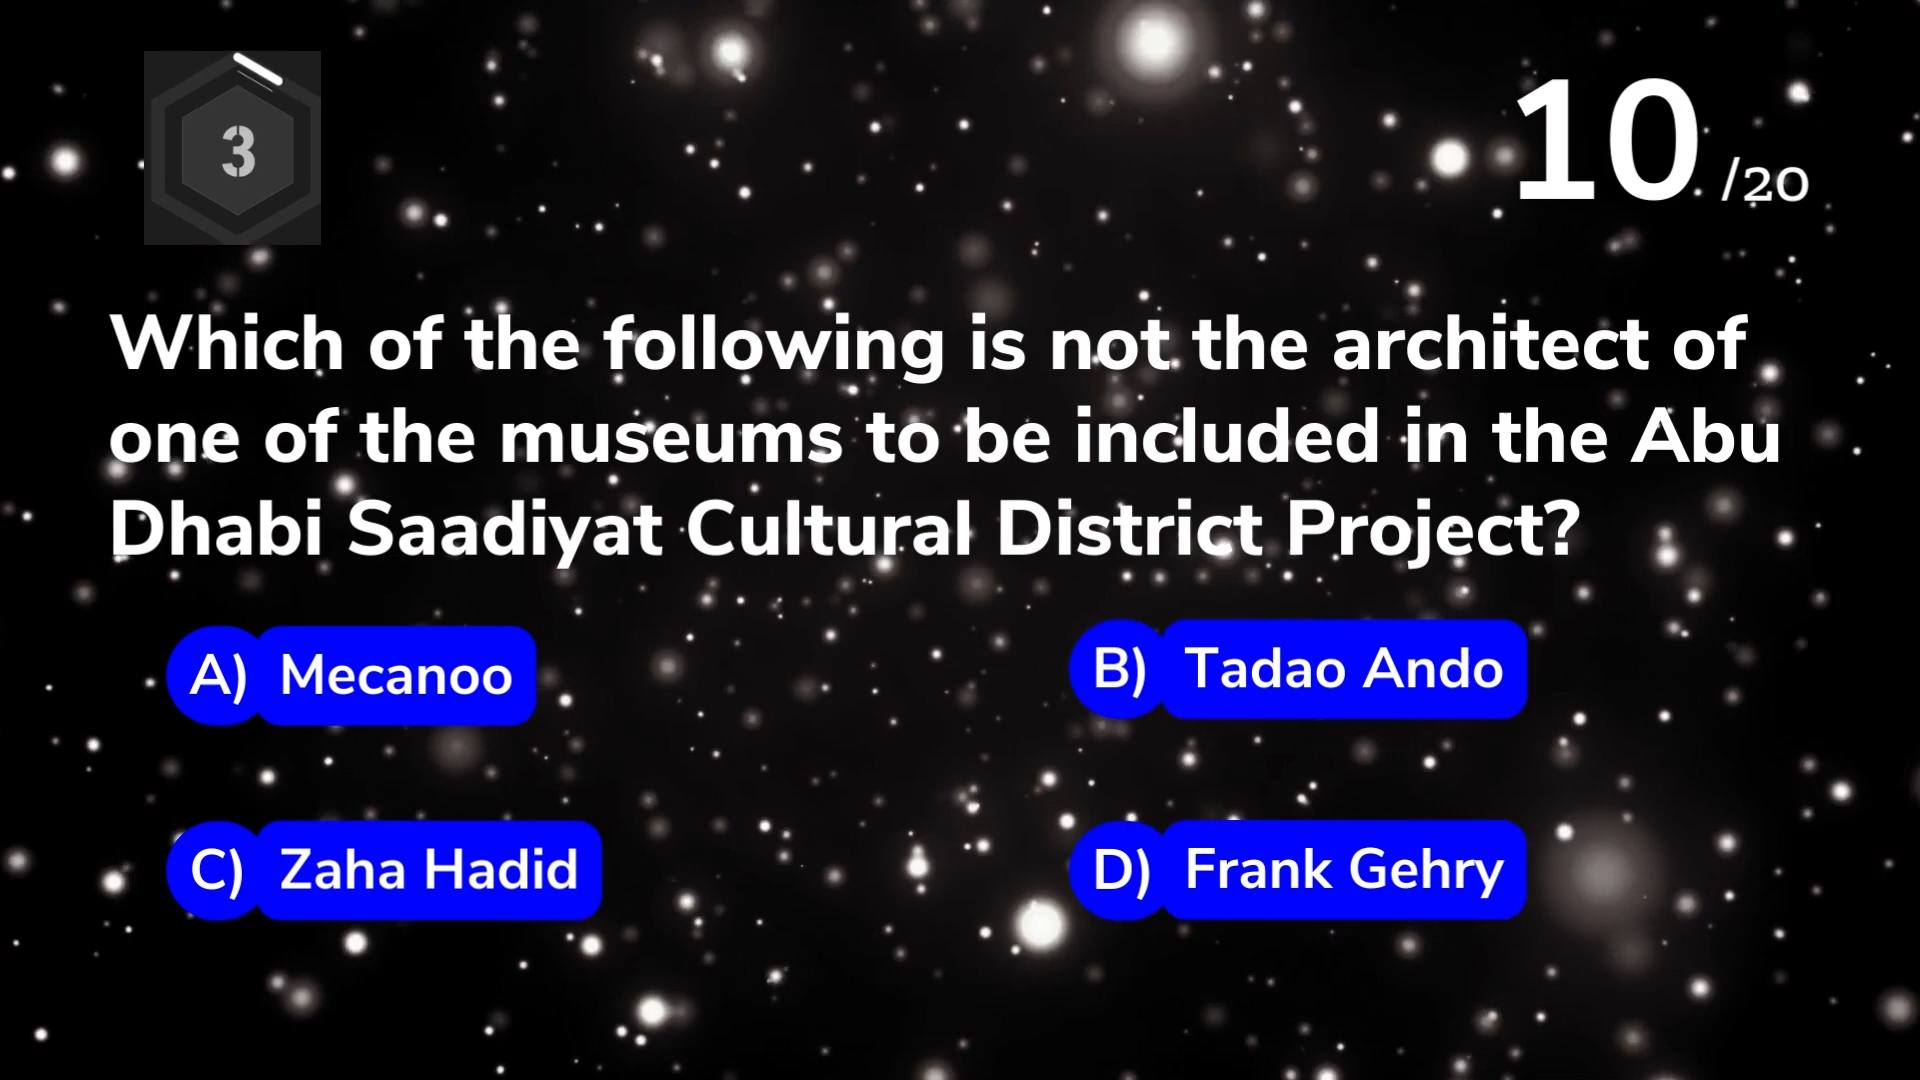 3
10 /20
Which of the following is not the architect of
one of the museums to be included in the Abu
Dhabi Saadiyat Cultural District Project?
A) Mecanoo
B) Tadao Ando
C) Zaha Hadid
D) Frank Gehry